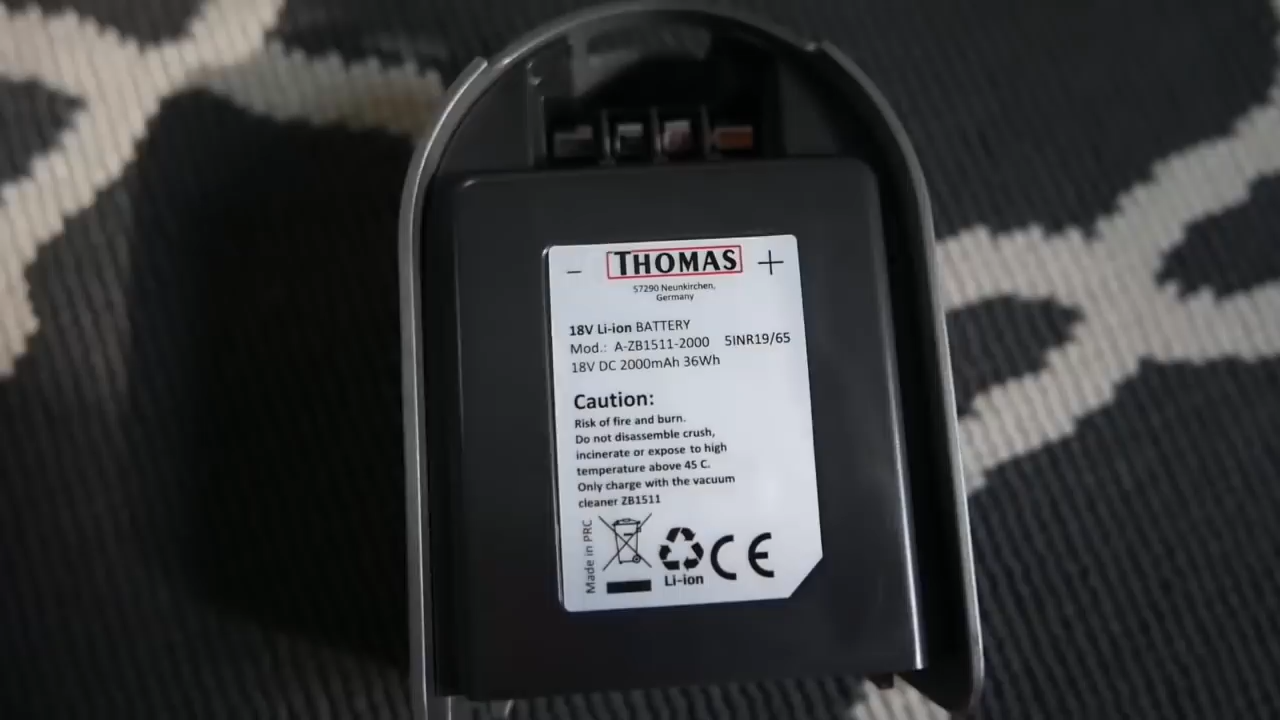 − THOMAS +
57290 Neunkirchen,
Germany
18V Li-ion BATTERY
Mod.: A-ZB1511-2000 5INR19/65
18V DC 2000mAh 36Wh
Caution:
Risk of fire and burn.
Do not disassemble crush,
incinerate or expose to high
temperature above 45 C.
Only charge with the vacuum
cleaner ZB1511
Made in PRC
Li-ion
CE